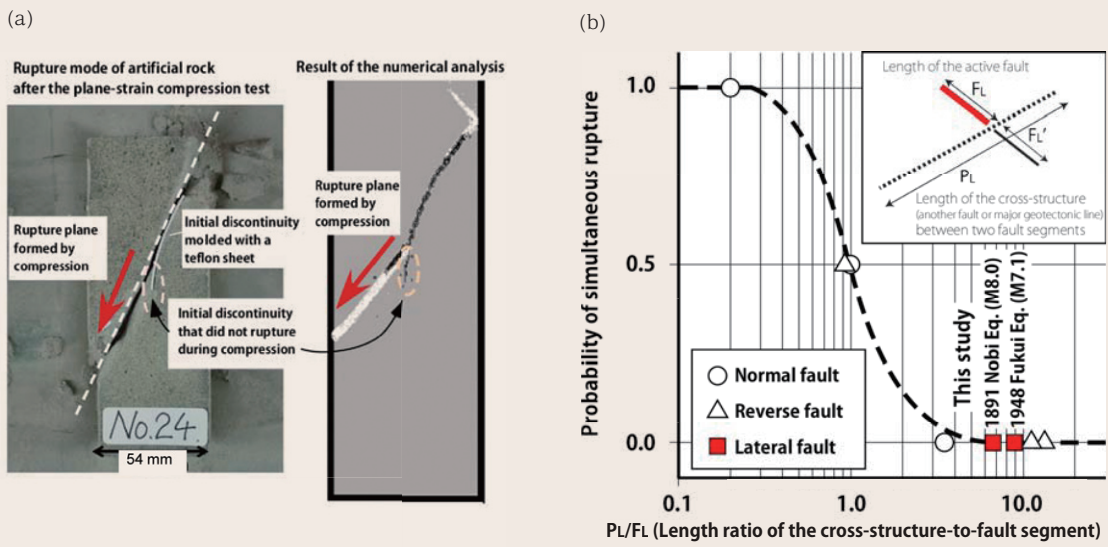 (a)
Rupture mode of artificial rock
after the plane-strain compression test
Result of the numerical analysis
Rupture plane
formed by
compression
Initial discontinuity
molded with a
teflon sheet
Initial discontinuity
that did not rupture
during compression
Rupture plane
formed by
compression
No.24.
54 mm
(b)
Probability of simultaneous rupture
1.0
0.5
0.0
Length of the active fault
FL
FL'
PL
Length of the cross-structure
(another fault or major geotectonic line)
between two fault segments
This study
1891 Nobi Eq. (M8.0)
1948 Fukui Eq. (M7.1)
Normal fault
Reverse fault
Lateral fault
0.1
1.0
10.0
PL/FL (Length ratio of the cross-structure-to-fault segment)